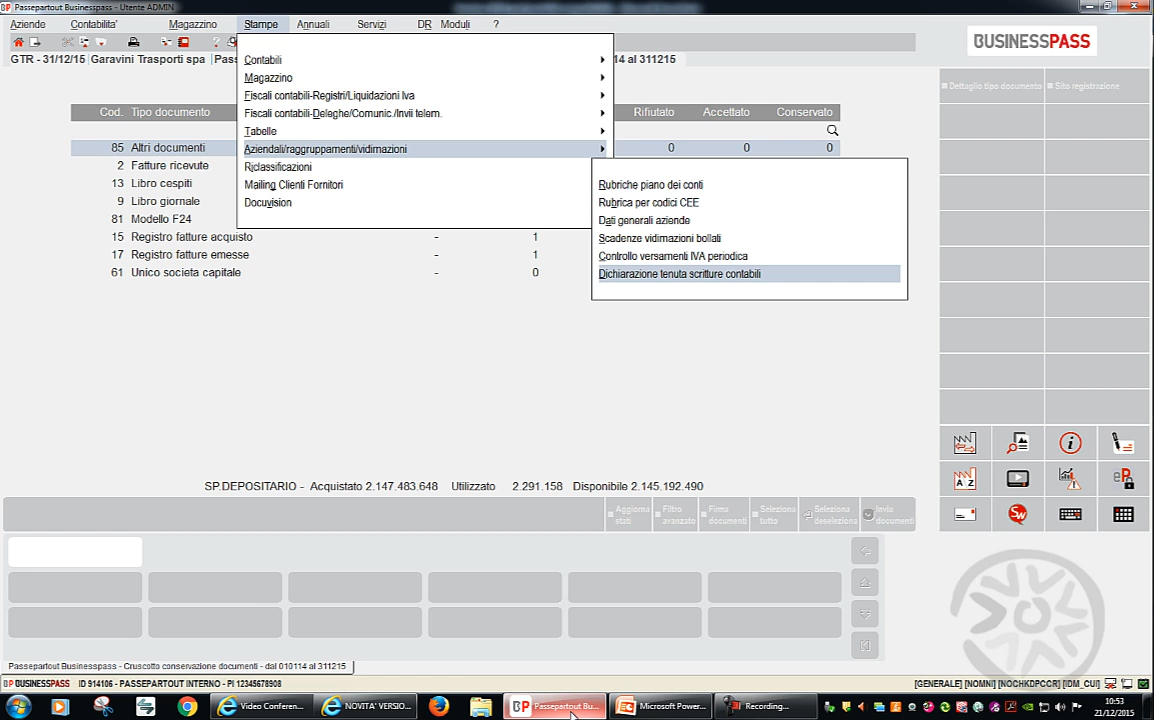 Passepartout Businesspass - Utente ADMIN
Aziende Contabilita' Magazzino Stampe Annuali Servizi DR Moduli ?
BUSINESSPASS
GTR - 31/12/15 Garavini Trasporti spa 14 al 311215
Contabili
Magazzino
Fiscali contabili-Registri/Liquidazioni Iva
Fiscali contabili-Deleghe/Comunic./Invii telem.
Tabelle
Aziendali/raggruppamenti/vidimazioni
Riclassificazioni
Mailing Clienti Fornitori
Docuvision
Rubriche piano dei conti
Rubrica per codici CEE
Dati generali aziende
Scadenze vidimazioni bollati
Controllo versamenti IVA periodica
Dichiarazione tenuta scritture contabili
Dettaglio tipo documento Sito registrazione
Cod. Tipo documento Rifiutato Accettato Conservato
85 Altri documenti 0 0 0
2 Fatture ricevute
13 Libro cespiti
9 Libro giornale
81 Modello F24
15 Registro fatture acquisto - 1
17 Registro fatture emesse - 1
61 Unico societa capitale - 0
SP.DEPOSITARIO - Acquistato 2.147.483.648 Utilizzato 2.291.158 Disponibile 2.145.192.490
Aggiorna stati
Filtro avanzato
Firma documenti
Seleziona tutto
Seleziona deseleziona
Invia documenti
Passepartout Businesspass - Cruscotto conservazione documenti - dal 010114 al 311215
BP BUSINESSPASS ID 914106 - PASSEPARTOUT INTERNO - PI 12345678908 [GENERALE] [NOMNI] [NOCHKDPCCR] [IDM_CUI]
Video Conferen... NOVITA' VERSIO... Passepartout Bu... Microsoft Power... Recording...
10:53
21/12/2015